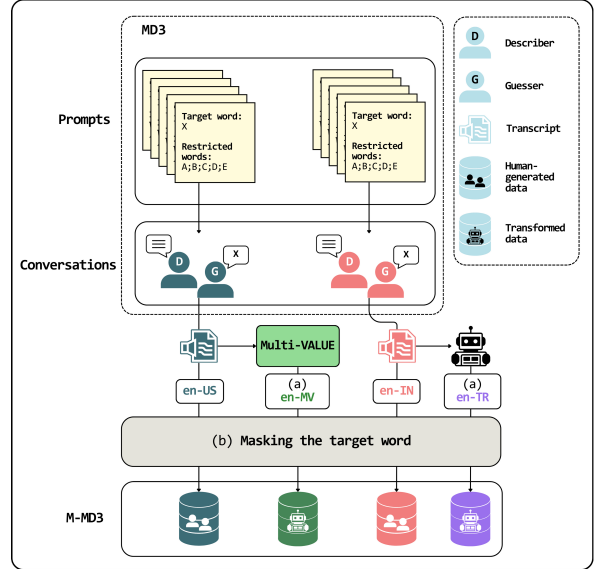 MD3
Prompts
Target word:
X
Restricted
words:
A;B;C;D;E
Target word:
X
Restricted
words:
A;B;C;D;E
Conversations
D
G
X
D
G
X
Multi-VALUE
en-US
(a)
en-MV
en-IN
(a)
en-TR
(b) Masking the target word
M-MD3
D
Describer
G
Guesser
Transcript
Human-
generated
data
Transformed
data